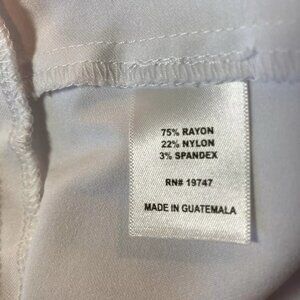 75% RAYON
22% NYLON
3% SPANDEX
RN# 19747
MADE IN GUATEMALA